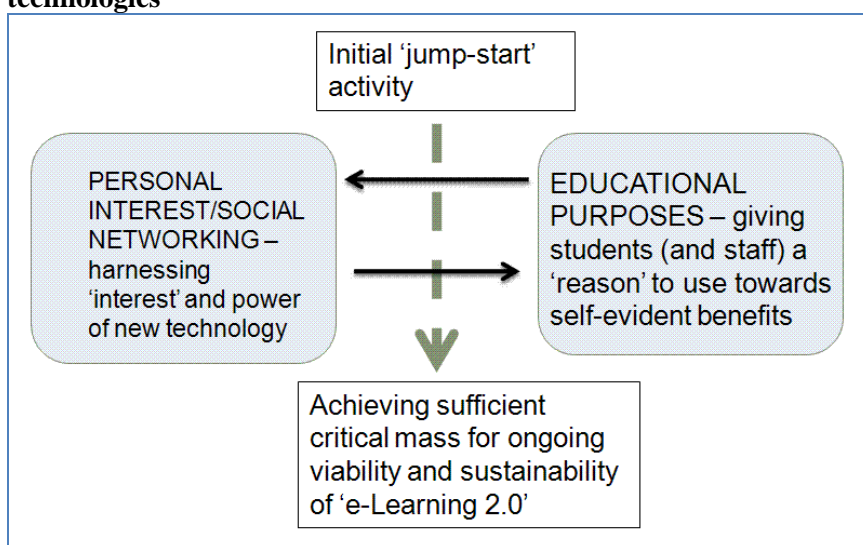 technologies
Initial ‘jump-start’
activity
PERSONAL
INTEREST/SOCIAL
NETWORKING –
harnessing
‘interest’ and power
of new technology
EDUCATIONAL
PURPOSES – giving
students (and staff) a
‘reason’ to use towards
self-evident benefits
Achieving sufficient
critical mass for ongoing
viability and sustainability
of ‘e-Learning 2.0’